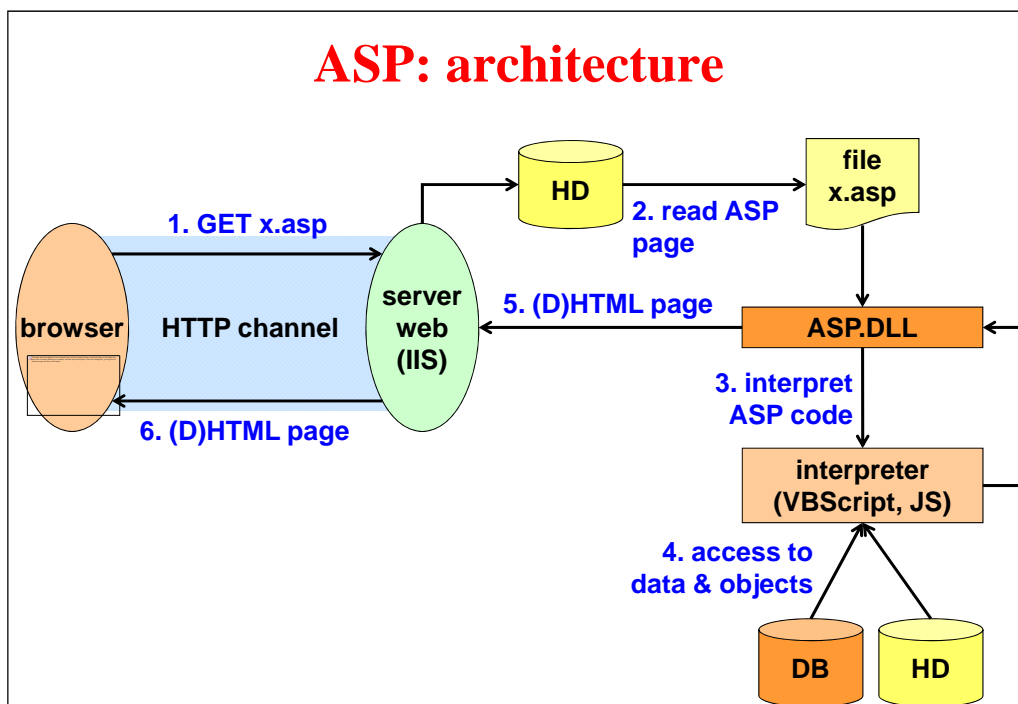 ASP: architecture
HD
file
x.asp
1. GET x.asp
2. read ASP
page
browser
HTTP channel
server
web
(IIS)
5. (D)HTML page
ASP.DLL
3. interpret
ASP code
6. (D)HTML page
interpreter
(VBScript, JS)
4. access to
data & objects
DB
HD